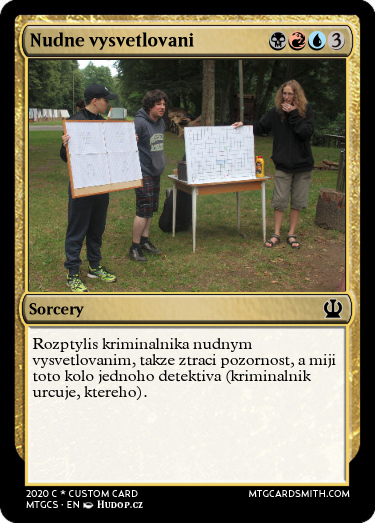 Nudne vysvetlovani
3
Sorcery
Rozptylis kriminalnika nudnym
vysvetlovanim, takze ztraci pozornost, a miji
toto kolo jednoho detektiva (kriminalnik
urcuje, ktereho).
2020 C * CUSTOM CARD
MTGCARDSMITH.COM
MTGCS · EN HUDOP.CZ